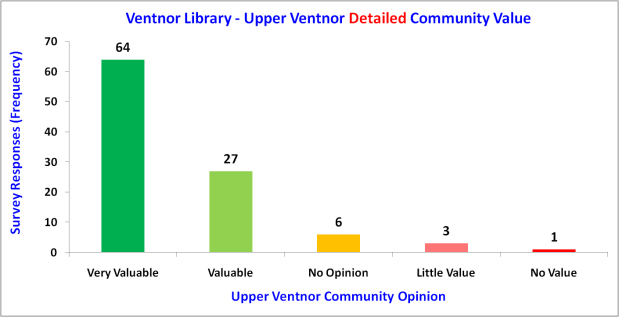 Ventnor Library - Upper Ventnor Detailed Community Value
Survey Responses (Frequency)
70
60
50
40
30
20
10
0
64
27
6
3
1
Very Valuable
Valuable
No Opinion
Little Value
No Value
Upper Ventnor Community Opinion